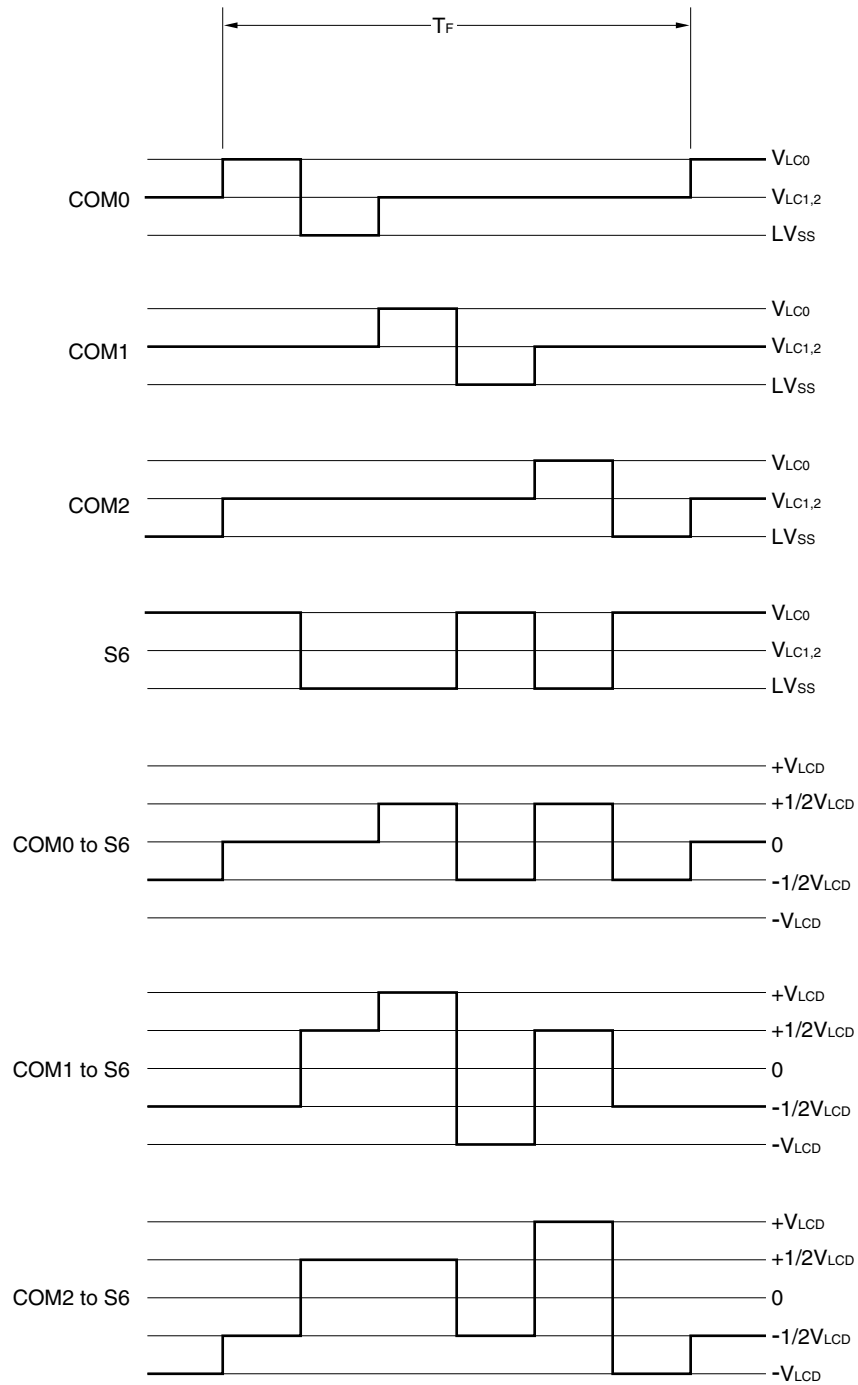 TF
VLC0
COM0
VLC1,2
LVSS
VLC0
COM1
VLC1,2
LVSS
VLC0
COM2
VLC1,2
LVSS
VLC0
S6
VLC1,2
LVSS
+VLCD
+1/2VLCD
COM0 to S6
0
-1/2VLCD
-VLCD
+VLCD
+1/2VLCD
COM1 to S6
0
-1/2VLCD
-VLCD
+VLCD
+1/2VLCD
COM2 to S6
0
-1/2VLCD
-VLCD